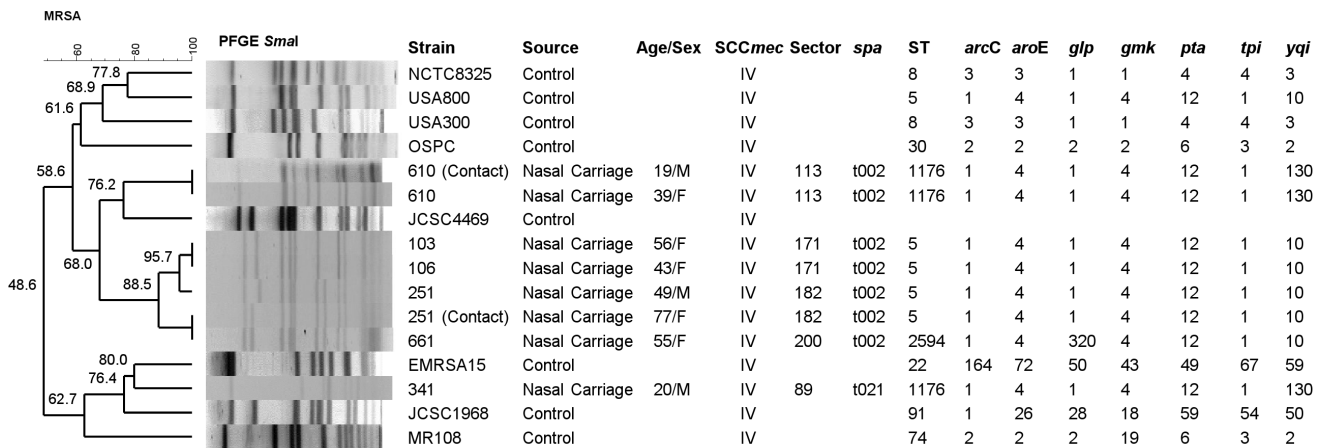 MRSA
60 80 100
PFGE SmaI Strain Source Age/Sex SCCmec Sector spa ST arcC aroE glp gmk pta tpi yqi
77.8 NCTC8325 Control IV 8 3 3 1 1 4 4 3
68.9 USA800 Control IV 5 1 4 1 4 12 1 10
61.6 USA300 Control IV 8 3 3 1 1 4 4 3
OSPC Control IV 30 2 2 2 2 6 3 2
58.6 610 (Contact) Nasal Carriage 19/M IV 113 t002 1176 1 4 1 4 12 1 130
76.2 610 Nasal Carriage 39/F IV 113 t002 1176 1 4 1 4 12 1 130
JCSC4469 Control IV
95.7 103 Nasal Carriage 56/F IV 171 t002 5 1 4 1 4 12 1 10
68.0 106 Nasal Carriage 43/F IV 171 t002 5 1 4 1 4 12 1 10
48.6 88.5 251 Nasal Carriage 49/M IV 182 t002 5 1 4 1 4 12 1 10
251 (Contact) Nasal Carriage 77/F IV 182 t002 5 1 4 1 4 12 1 10
661 Nasal Carriage 55/F IV 200 t002 2594 1 4 320 4 12 1 10
80.0 EMRSA15 Control IV 22 164 72 50 43 49 67 59
76.4 341 Nasal Carriage 20/M IV 89 t021 1176 1 4 1 4 12 1 130
62.7 JCSC1968 Control IV 91 1 26 28 18 59 54 50
MR108 Control IV 74 2 2 2 19 6 3 2